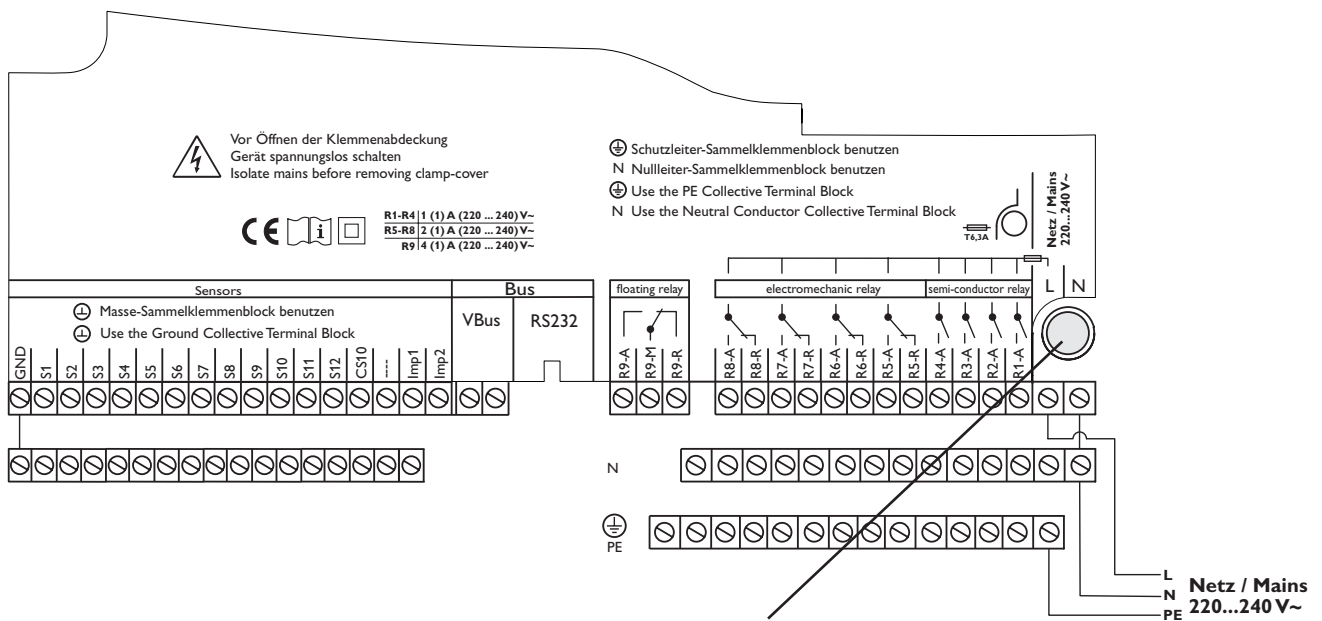 Vor Öffnen der Klemmenabdeckung
Gerät spannungslos schalten
Isolate mains before removing clamp-cover
Schutzleiter-Sammelklemmenblock benutzen
N Nullleiter-Sammelklemmenblock benutzen
Use the PE Collective Terminal Block
N Use the Neutral Conductor Collective Terminal Block
CE i
R1-R4 1 (1) A (220 ... 240) V~
R5-R8 2 (1) A (220 ... 240) V~
R9 4 (1) A (220 ... 240) V~
T6,3A
Netz / Mains
220...240 V~
Sensors
Bus
floating relay
electromechanic relay
semi-conductor relay
L N
Masse-Sammelklemmenblock benutzen
Use the Ground Collective Terminal Block
VBus
RS232
GND S1 S2 S3 S4 S5 S6 S7 S8 S9 S10 S11 S12 CS10 ---- Imp1 Imp2
R9-A R9-M R9-R
R8-A R8-R R7-A R7-R R6-A R6-R R5-A R5-R R4-A R3-A R2-A R1-A
N
PE
L
N
PE
Netz / Mains
220...240 V~